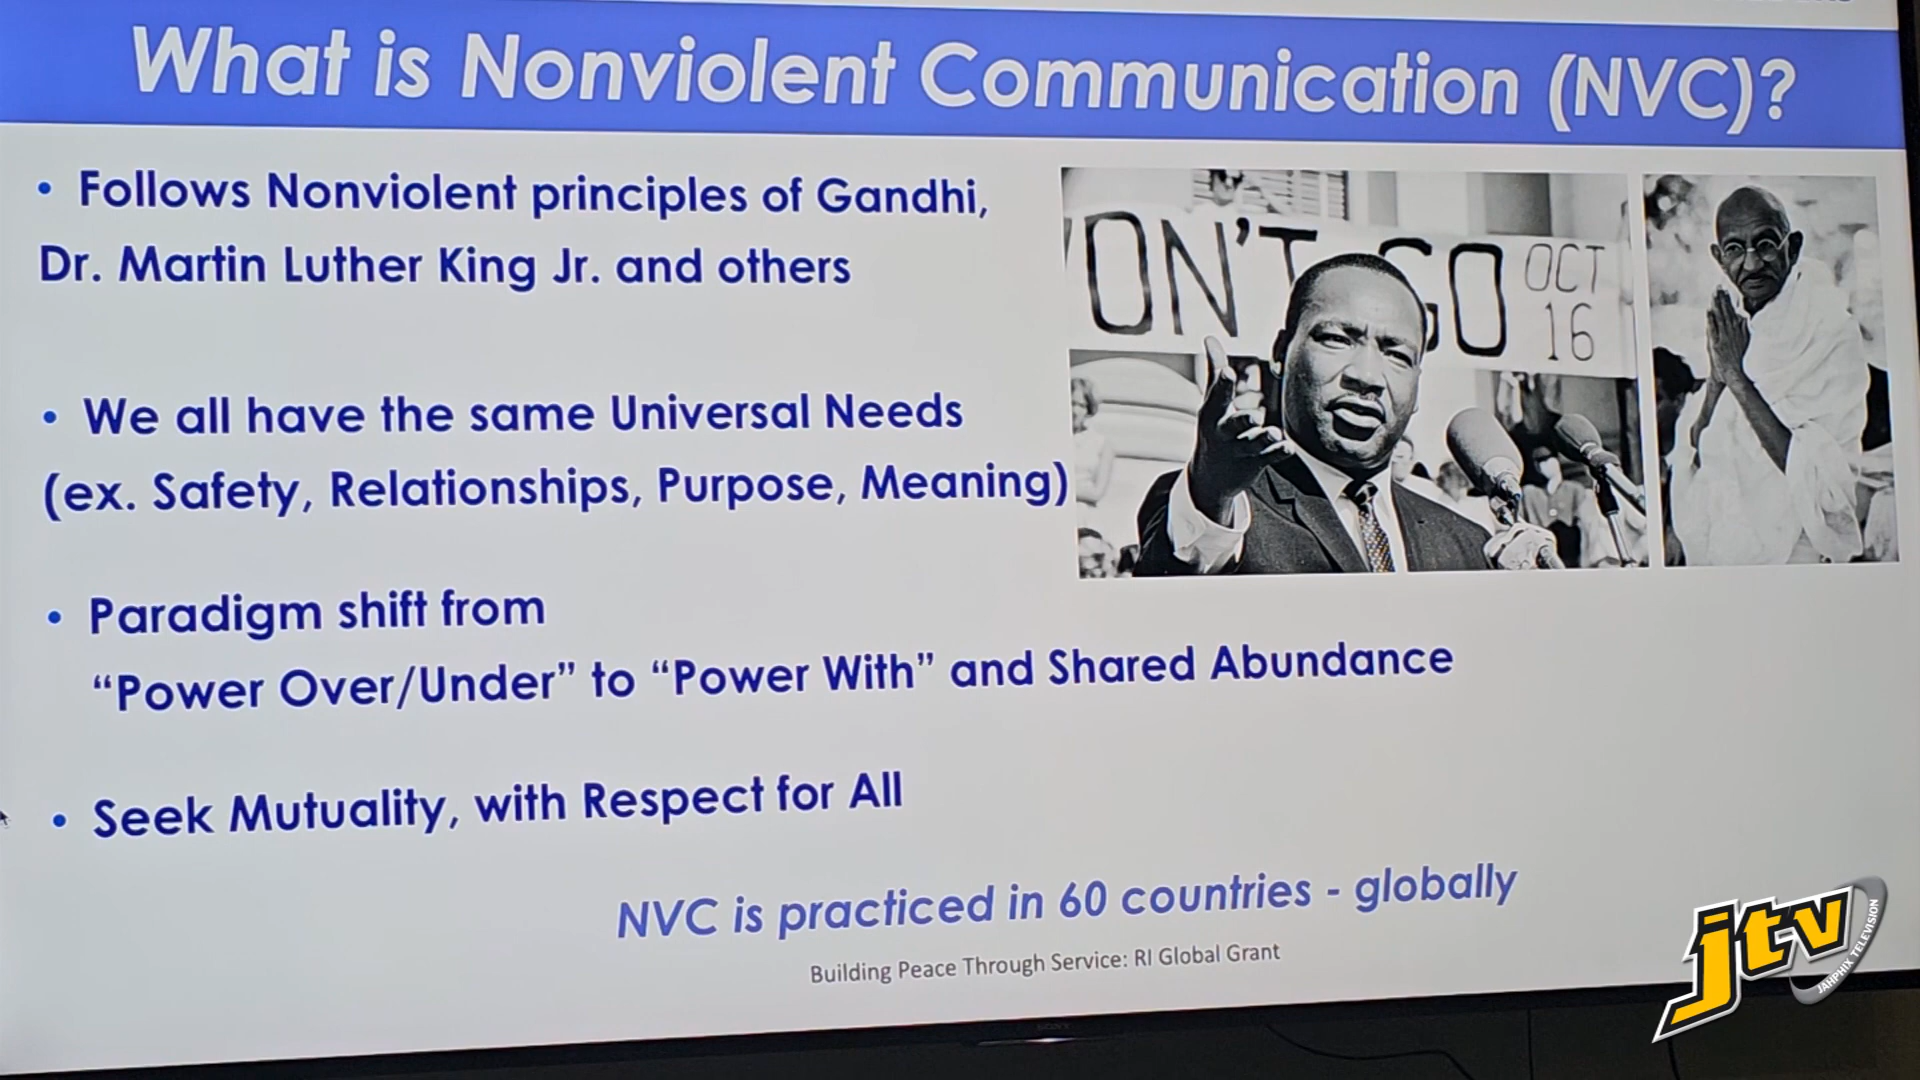 What is Nonviolent Communication (NVC)?
• Follows Nonviolent principles of Gandhi,
Dr. Martin Luther King Jr. and others
• We all have the same Universal Needs
(ex. Safety, Relationships, Purpose, Meaning)
• Paradigm shift from
“Power Over/Under” to “Power With” and Shared Abundance
• Seek Mutuality, with Respect for All
NVC is practiced in 60 countries - globally
Building Peace Through Service: RI Global Grant
ON'T GO
OCT
16
SONY
jtv
JAHPHIX TELEVISION